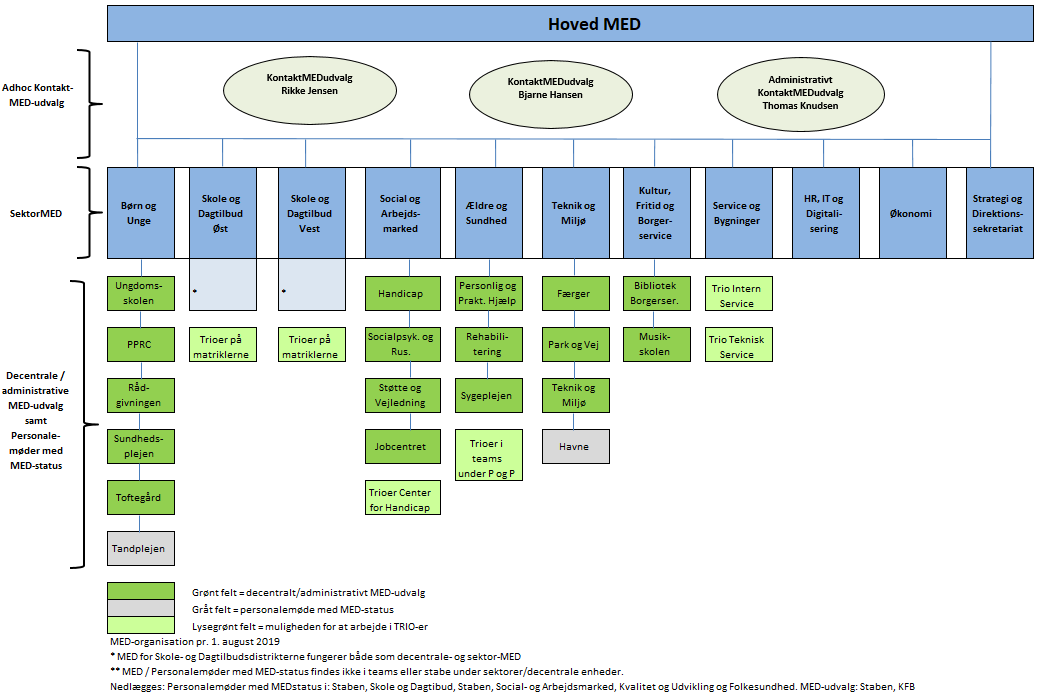 Hoved MED
Adhoc Kontakt-
MED-udvalg
KontaktMEDudvalg
Rikke Jensen
KontaktMEDudvalg
Bjarne Hansen
Administrativt
KontaktMEDudvalg
Thomas Knudsen
SektorMED
Børn og
Unge
Skole og
Dagtilbud
Øst
Skole og
Dagtilbud
Vest
Social og
Arbejds-
marked
Ældre og
Sundhed
Teknik og
Miljø
Kultur,
Fritid og
Borger-
service
Service og
Bygninger
HR, IT og
Digitali-
sering
Økonomi
Strategi og
Direktions-
sekretariat
Decentrale /
administrative
MED-udvalg
samt
Personale-
møder med
MED-status
Ungdoms-
skolen
PPRC
Råd-
givningen
Sundheds-
plejen
Toftegård
Tandplejen
*
Trioer på
matriklerne
*
Trioer på
matriklerne
Handicap
Socialpsyk. og
Rus.
Støtte og
Vejledning
Jobcentret
Trioer Center
for Handicap
Personlig og
Prakt. Hjælp
Rehabili-
tering
Sygeplejen
Trioer i
teams
under P og P
Færger
Park og Vej
Teknik og
Miljø
Havne
Bibliotek
Borgerser.
Musik-
skolen
Trio Intern
Service
Trio Teknisk
Service
Grønt felt = decentralt/administrativt MED-udvalg
Gråt felt = personalemøde med MED-status
Lysegrønt felt = muligheden for at arbejde i TRIO-er
MED-organisation pr. 1. august 2019
* MED for Skole- og Dagtilbudsdistrikterne fungerer både som decentrale- og sektor-MED
** MED / Personalemøder med MED-status findes ikke i teams eller stabe under sektorer/decentrale enheder.
Nedlægges: Personalemøder med MEDstatus i: Staben, Skole og Dagtibud, Staben, Social- og Arbejdsmarked, Kvalitet og Udvikling og Folkesundhed. MED-udvalg: Staben, KFB